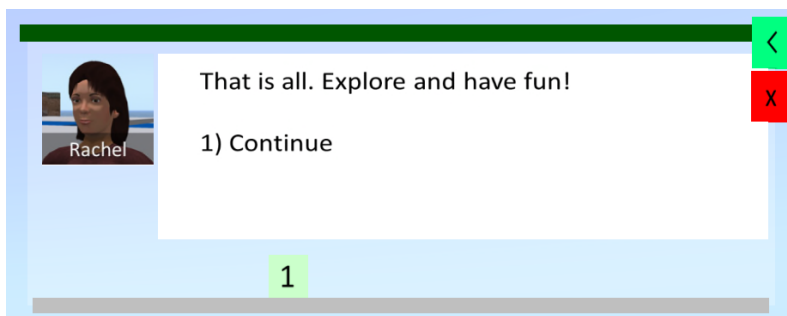 That is all. Explore and have fun!
1) Continue
Rachel
1
<
X